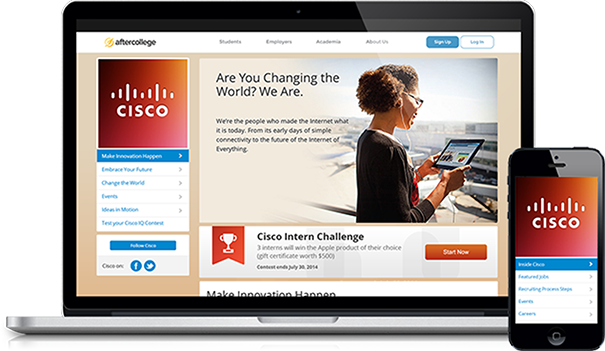 aftercollege
Students Employers Academia About Us Sign Up Log In
CISCO
Make Innovation Happen
Embrace Your Future
Change the World
Events
Ideas in Motion
Test your Cisco IQ Contest
Follow Cisco
Cisco on:
Are You Changing the
World? We Are.
We're the people who made the Internet what
it is today. From its early days of simple
connectivity to the future of the Internet of
Everything.
Cisco Intern Challenge
3 interns will win the Apple product of their choice
(gift certificate worth $500)
Contest ends July 30, 2014
Start Now
Make Innovation Happen
CISCO
Inside Cisco
Featured Jobs
Recruiting Process Steps
Events
Careers